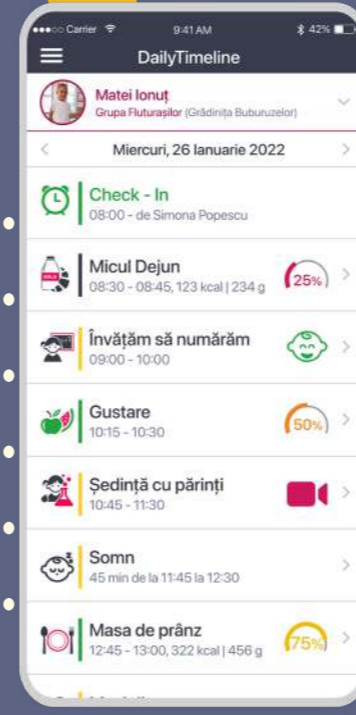 Carrier 9:41 AM 42%
DailyTimeline
Matei Ionuț
Grupa Fluturașilor (Grădinița Buburuzelor)
Miercuri, 26 Ianuarie 2022
Check - In
08:00 - de Simona Popescu
Micul Dejun
08:30 - 08:45, 123 kcal | 234 g
25%
Învățăm să numărăm
09:00 - 10:00
Gustare
10:15 - 10:30
50%
Ședință cu părinți
10:45 - 11:30
Somn
45 min de la 11:45 la 12:30
Masa de prânz
12:45 - 13:00, 322 kcal | 456 g
75%